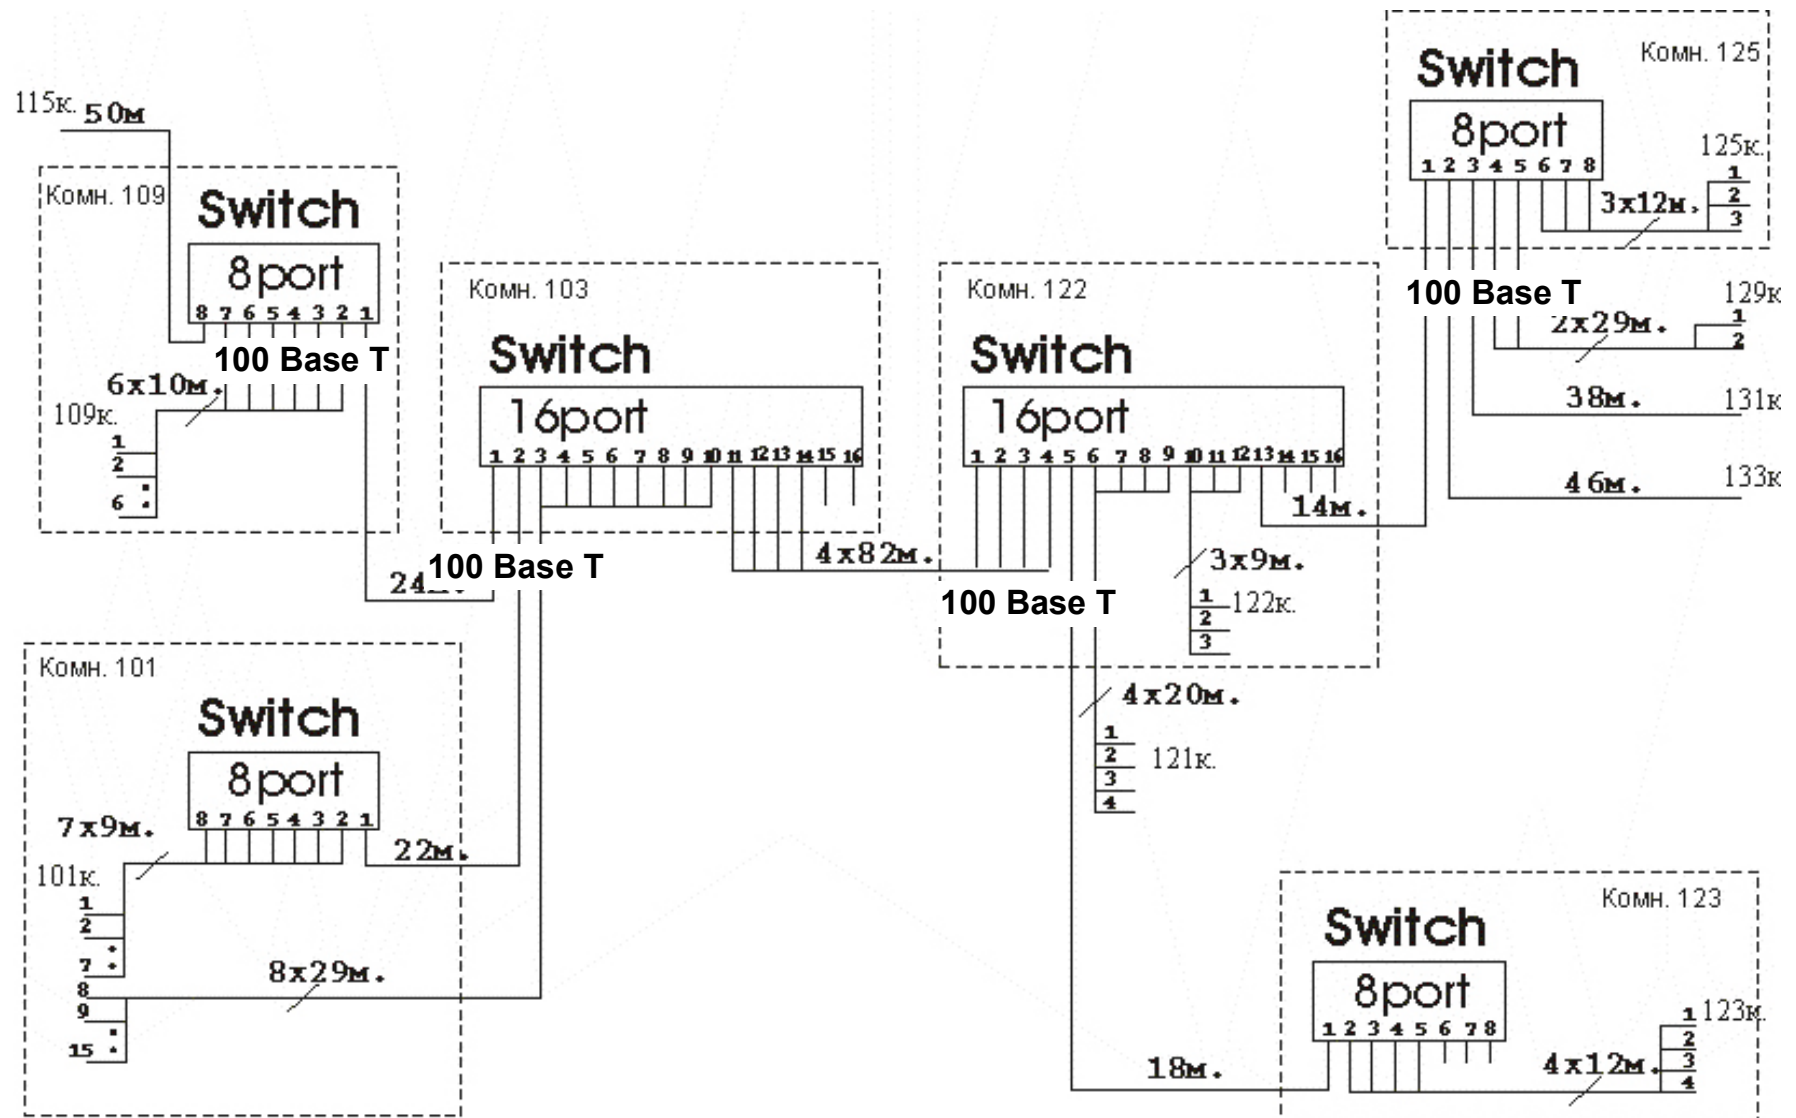 115к. 50м
Комн. 109
Switch
8port
8 7 6 5 4 3 2 1
100 Base T
6x10м.
109к.
1
2
6
Комн. 103
Switch
16port
1 2 3 4 5 6 7 8 9 10 11 12 13 14 15 16
100 Base T
24м.
4x82м.
Комн. 122
Switch
16port
1 2 3 4 5 6 7 8 9 10 11 12 13 14 15 16
14м.
100 Base T
3x9м.
1
2
3
122к.
4x20м.
1
2
3
4
121к.
Комн. 125
Switch
8port
1 2 3 4 5 6 7 8
125к.
3x12м.
1
2
3
100 Base T
129к
2x29м.
1
2
38м.
131к
46м.
133к
Комн. 101
Switch
8port
8 7 6 5 4 3 2 1
7x9м.
22м.
101к.
1
2
7
8
9
15
8x29м.
Комн. 123
Switch
8port
1 2 3 4 5 6 7 8
18м.
4x12м.
1
2
3
4
123к.